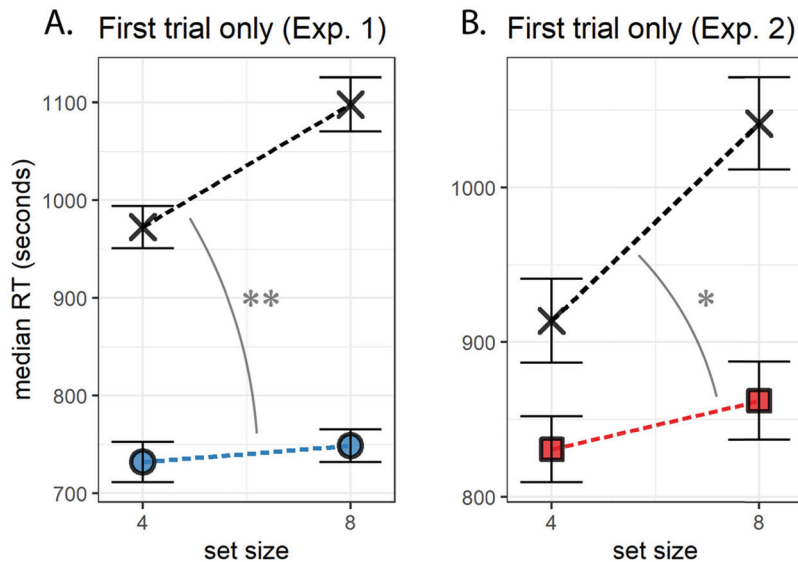 A. First trial only (Exp. 1)
median RT (seconds)
1100
1000
900
800
700
**
4 8
set size
B. First trial only (Exp. 2)
1000
900
800
*
4 8
set size